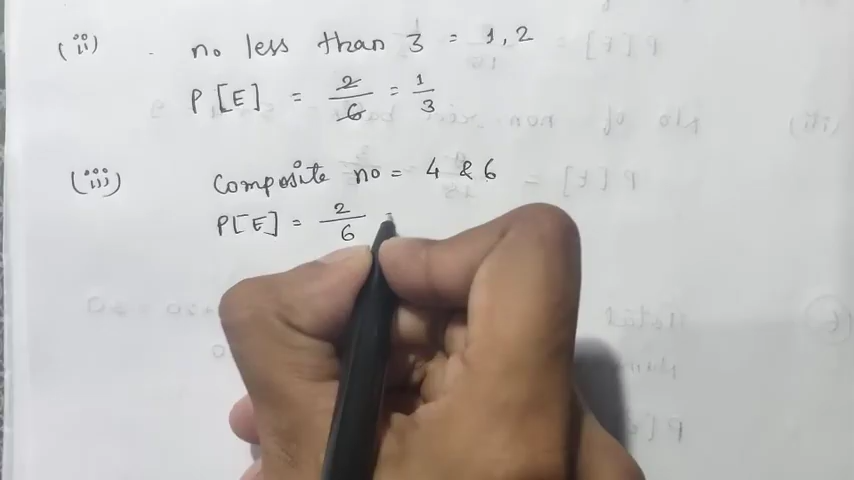 (ii) no less than 3 = 1, 2
P[E] = 2/6 = 1/3
(iii) Composite no = 4 & 6
P[E] = 2/6 =